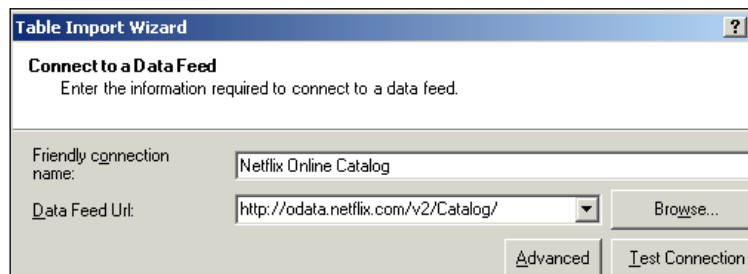 Table Import Wizard ?
Connect to a Data Feed
Enter the information required to connect to a data feed.
Friendly connection name: Netflix Online Catalog
Data Feed Url: http://odata.netflix.com/v2/Catalog/ Browse...
Advanced Test Connection